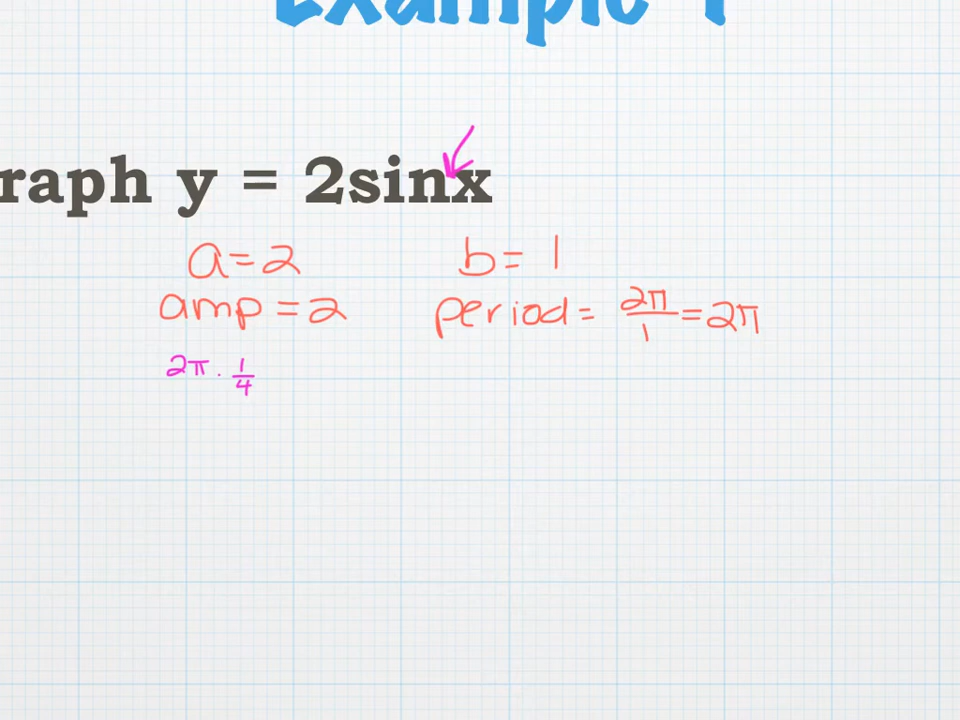 Example 1
raph y = 2sinx
a=2 b= 1
amp =2 period = 2π/1 =2π
2π · 1/4